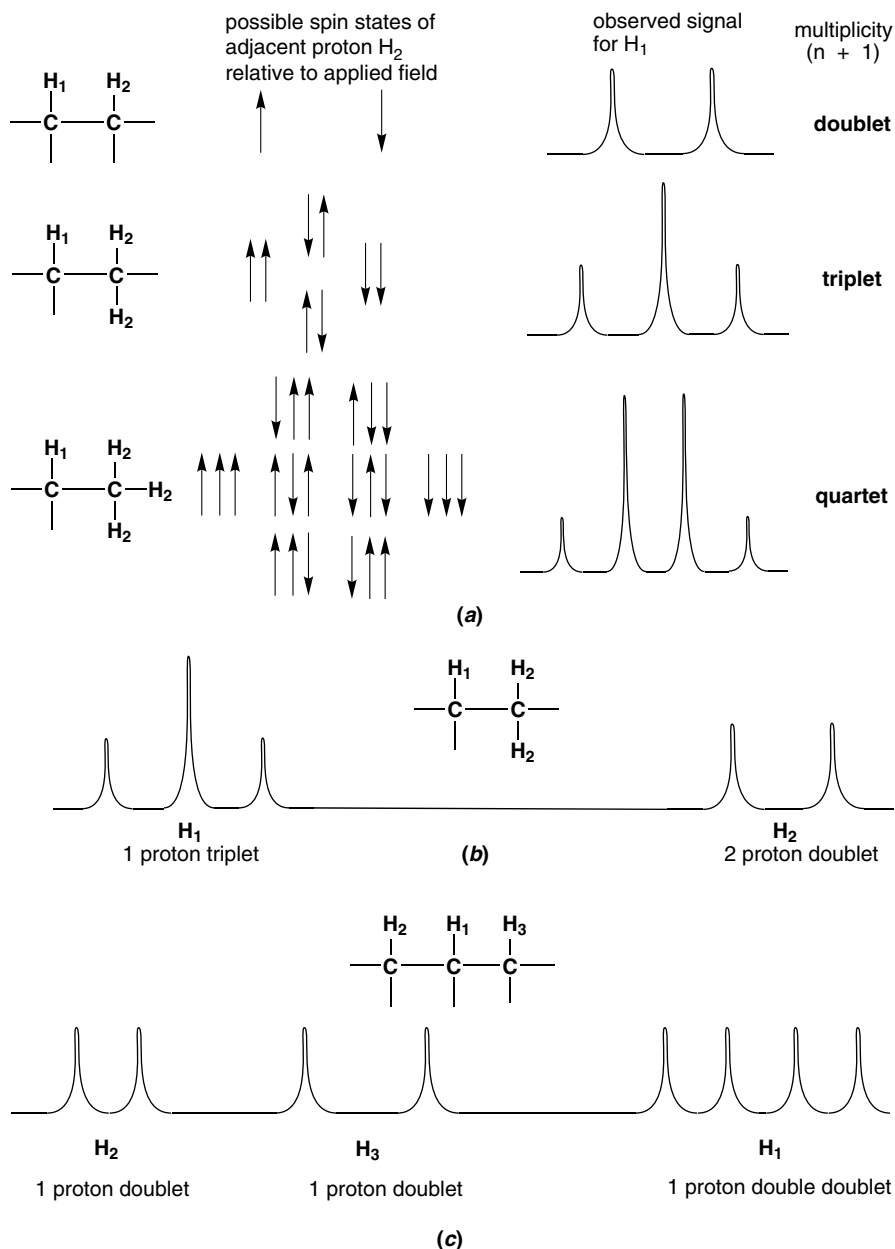 possible spin states of
adjacent proton H₂
relative to applied field
observed signal
for H₁
multiplicity
(n + 1)
H₁ H₂
C C
doublet
H₁ H₂
C C
H₂
triplet
H₁ H₂
C C H₂
H₂
quartet
(a)
H₁ H₂
C C
H₂
H₁
1 proton triplet
(b)
H₂
2 proton doublet
H₂ H₁ H₃
C C C
H₂
1 proton doublet
H₃
1 proton doublet
H₁
1 proton double doublet
(c)